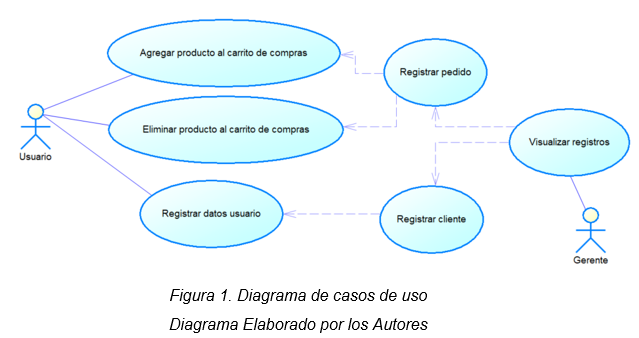 Agregar producto al carrito de compras
Registrar pedido
Eliminar producto al carrito de compras
Visualizar registros
Usuario
Registrar datos usuario
Registrar cliente
Gerente
Figura 1. Diagrama de casos de uso
Diagrama Elaborado por los Autores